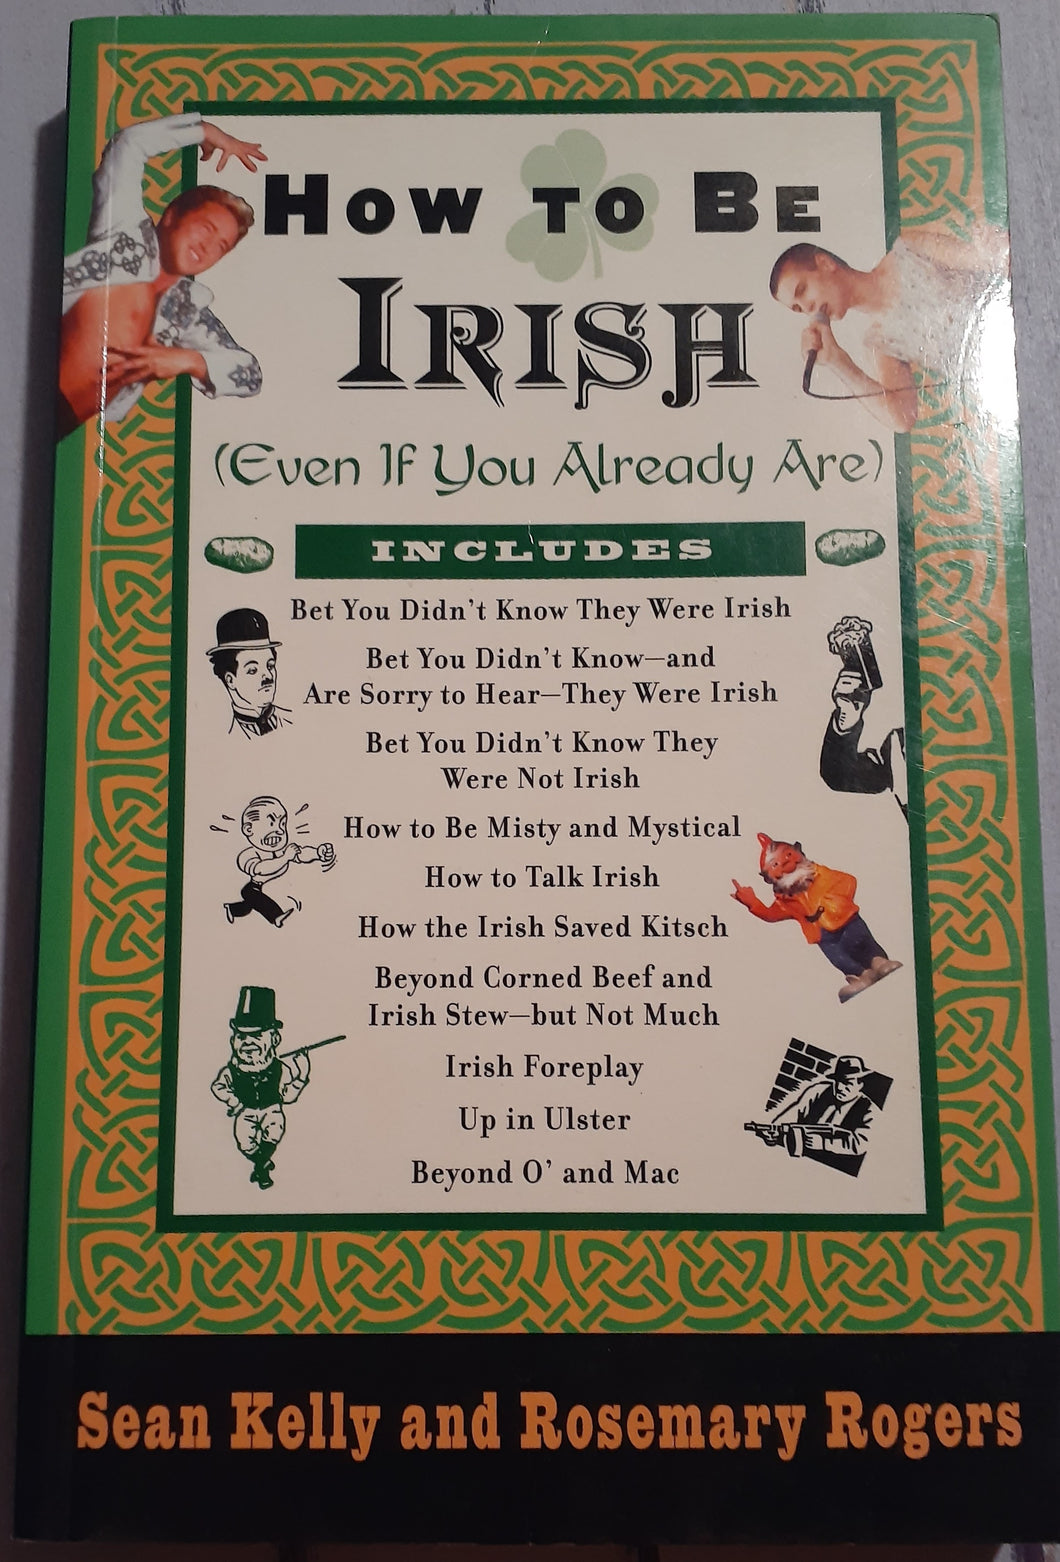 How to Be
Irish
(Even If You Already Are)
INCLUDES
Bet You Didn't Know They Were Irish
Bet You Didn't Know—and
Are Sorry to Hear—They Were Irish
Bet You Didn't Know They
Were Not Irish
How to Be Misty and Mystical
How to Talk Irish
How the Irish Saved Kitsch
Beyond Corned Beef and
Irish Stew—but Not Much
Irish Foreplay
Up in Ulster
Beyond O' and Mac
Sean Kelly and Rosemary Rogers